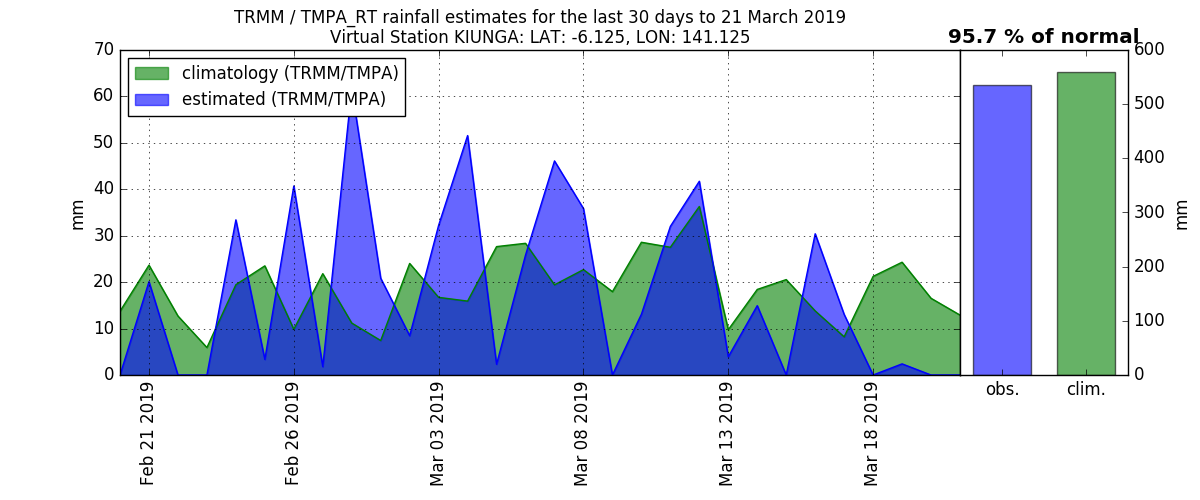 TRMM / TMPA_RT rainfall estimates for the last 30 days to 21 March 2019
Virtual Station KIUNGA: LAT: -6.125, LON: 141.125
95.7 % of normal
climatology (TRMM/TMPA)
estimated (TRMM/TMPA)
70
60
50
40
30
20
10
0
mm
Feb 21 2019
Feb 26 2019
Mar 03 2019
Mar 08 2019
Mar 13 2019
Mar 18 2019
600
500
400
300
200
100
0
mm
obs.
clim.